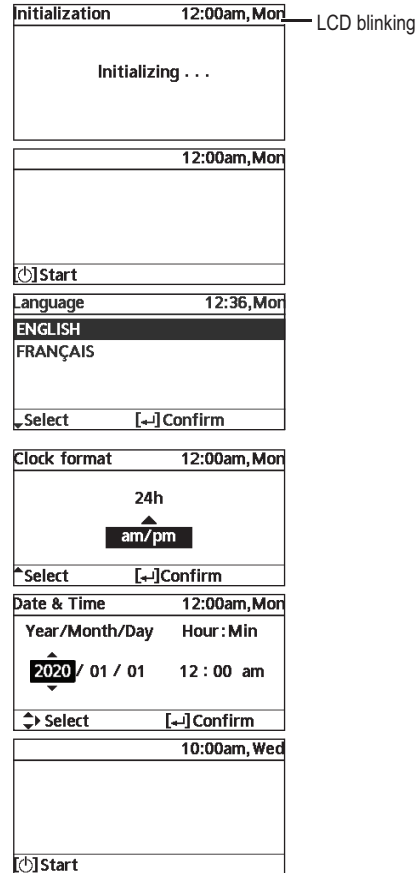 Initialization 12:00am,Mon
LCD blinking
Initializing . . .
12:00am,Mon
[⏻]Start
Language 12:36,Mon
ENGLISH
FRANÇAIS
Select [↵]Confirm
Clock format 12:00am,Mon
24h
am/pm
Select [↵]Confirm
Date & Time 12:00am,Mon
Year/Month/Day Hour:Min
2020 / 01 / 01 12 : 00 am
Select [↵]Confirm
10:00am,Wed
[⏻]Start